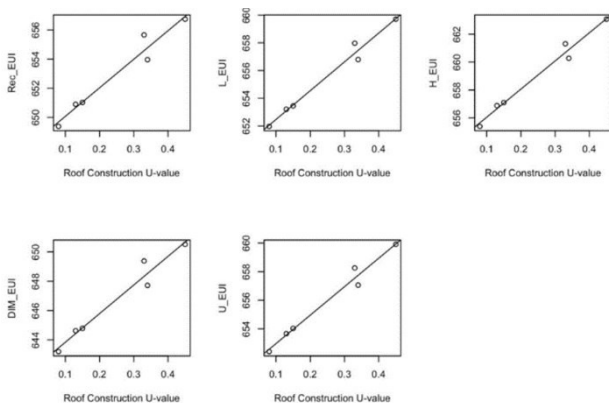 Rec_EUI
650 652 654 656
0.1 0.2 0.3 0.4
Roof Construction U-value
L_EUI
652 654 656 658 660
0.1 0.2 0.3 0.4
Roof Construction U-value
H_EUI
656 658 660 662
0.1 0.2 0.3 0.4
Roof Construction U-value
DIM_EUI
644 646 648 650
0.1 0.2 0.3 0.4
Roof Construction U-value
U_EUI
654 656 658 660
0.1 0.2 0.3 0.4
Roof Construction U-value